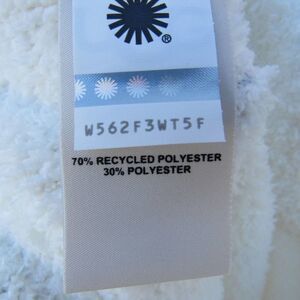 ®
W562F3WT5F
70% RECYCLED POLYESTER
30% POLYESTER